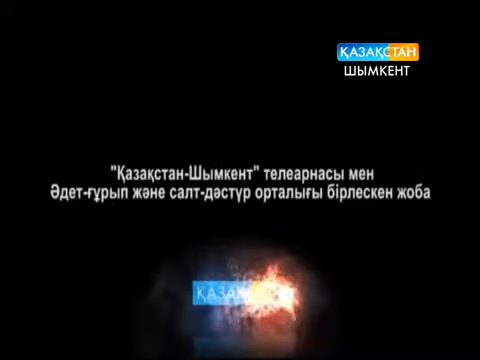 ҚАЗАҚСТАН
ШЫМКЕНТ
"Қазақстан-Шымкент" телеарнасы мен
Әдет-ғұрып және салт-дәстүр орталығы бірлескен жоба